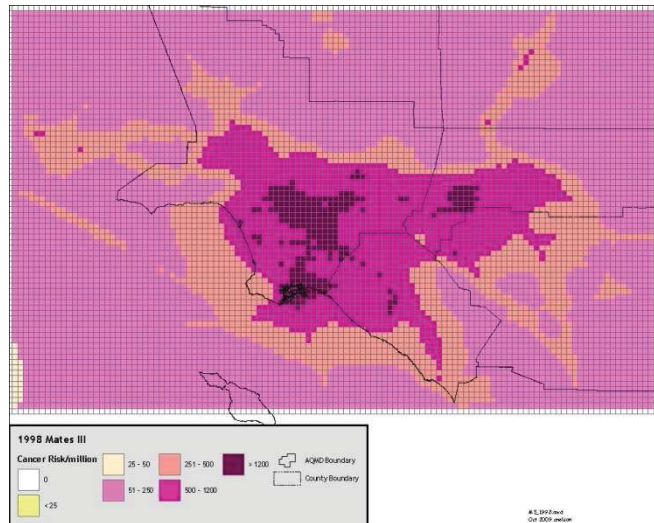 1998 Mates III
Cancer Risk/million
0
<25
25 - 50
51 - 250
251 - 500
500 - 1200
> 1200
AQMD Boundary
County Boundary
Oct 2009